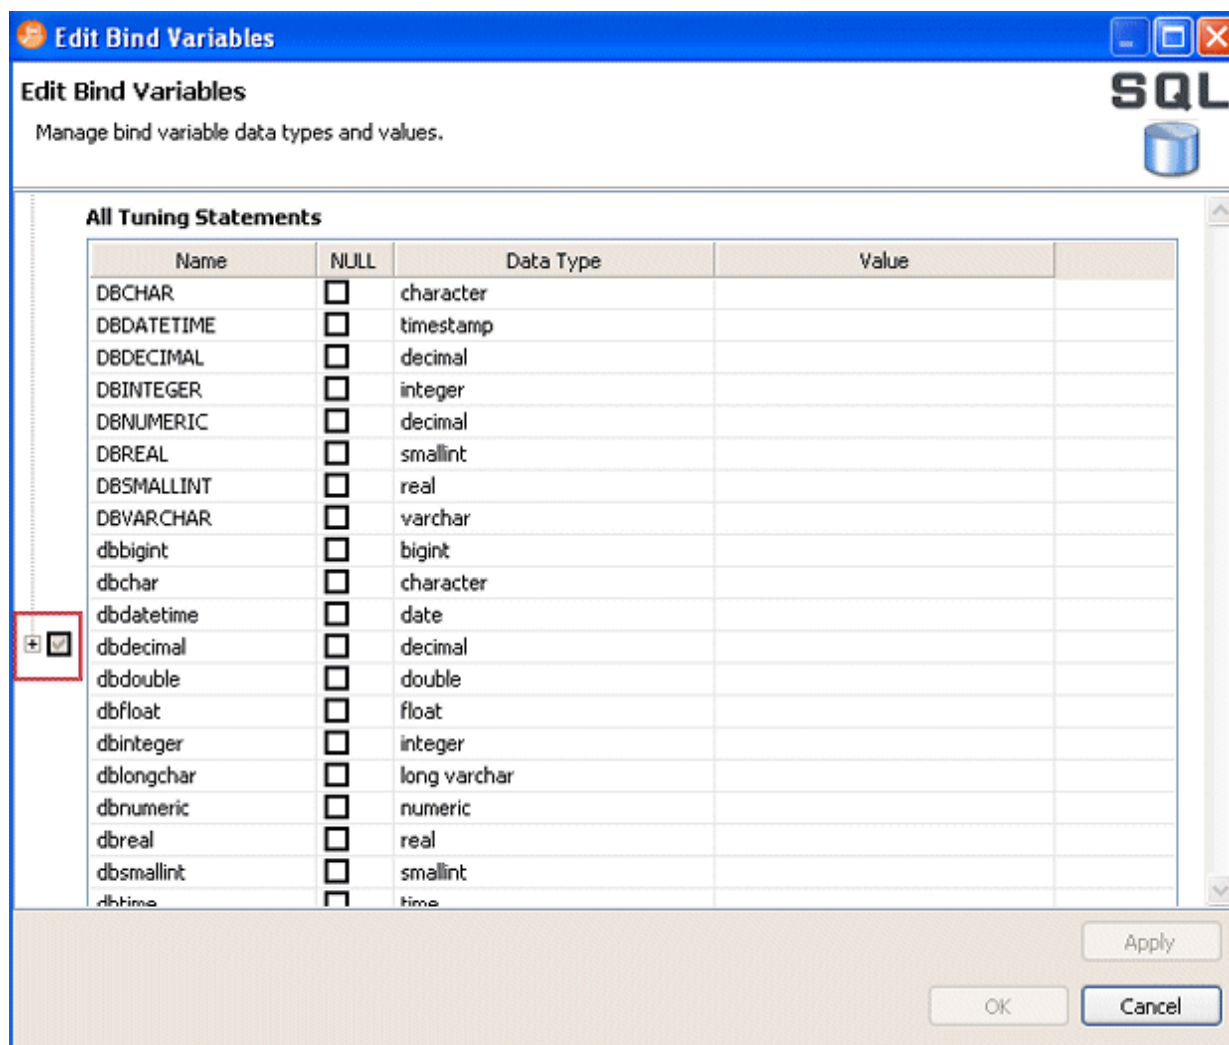 Edit Bind Variables
Edit Bind Variables
SQL
Manage bind variable data types and values.
All Tuning Statements
Name NULL Data Type Value
DBCHAR character
DBDATETIME timestamp
DBDECIMAL decimal
DBINTEGER integer
DBNUMERIC decimal
DBREAL smallint
DBSMALLINT real
DBVARCHAR varchar
dbbigint bigint
dbchar character
dbdatetime date
dbdecimal decimal
dbdouble double
dbfloat float
dbinteger integer
dblongchar long varchar
dbnumeric numeric
dbreal real
dbsmallint smallint
dbtime time
Apply
OK Cancel